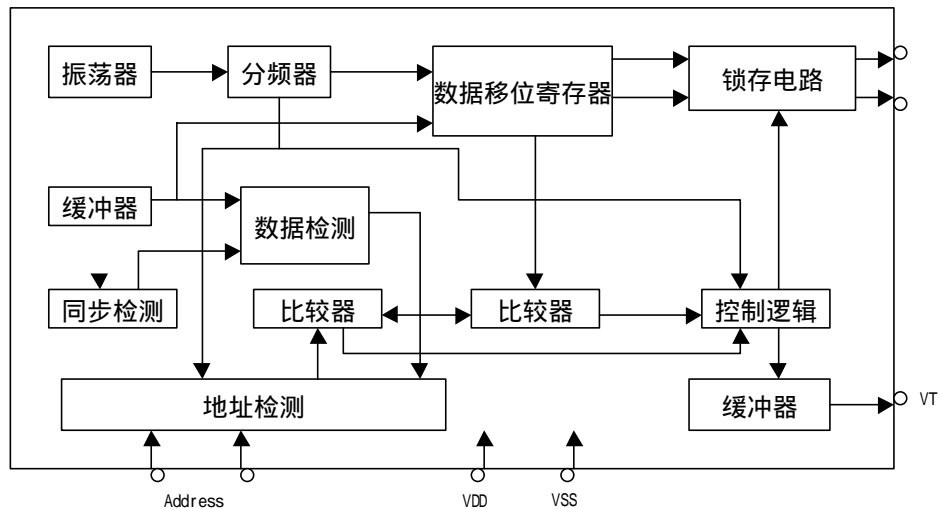 振荡器
分频器
数据移位寄存器
锁存电路
缓冲器
数据检测
同步检测
比较器
比较器
控制逻辑
地址检测
缓冲器
VT
Address
VDD
VSS